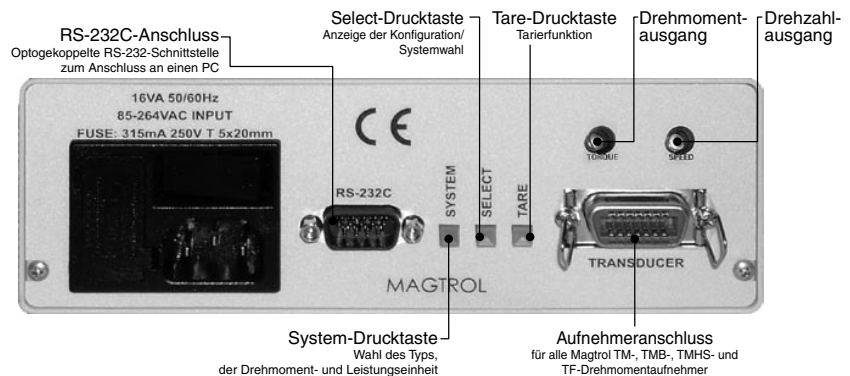 RS-232C-Anschluss
Optogekoppelte RS-232-Schnittstelle
zum Anschluss an einen PC
Select-Drucktaste
Anzeige der Konfiguration/
Systemwahl
Tare-Drucktaste
Tarierfunktion
Drehmoment-
ausgang
Drehzahl-
ausgang
16VA 50/60Hz
85-264VAC INPUT
FUSE: 315mA 250V T 5x20mm
CE
RS-232C
SYSTEM
SELECT
TARE
TORQUE
SPEED
TRANSDUCER
MAGTROL
System-Drucktaste
Wahl des Typs,
der Drehmoment- und Leistungseinheit
Aufnehmeranschluss
für alle Magtrol TM-, TMB-, TMHS- und
TF-Drehmomentaufnehmer